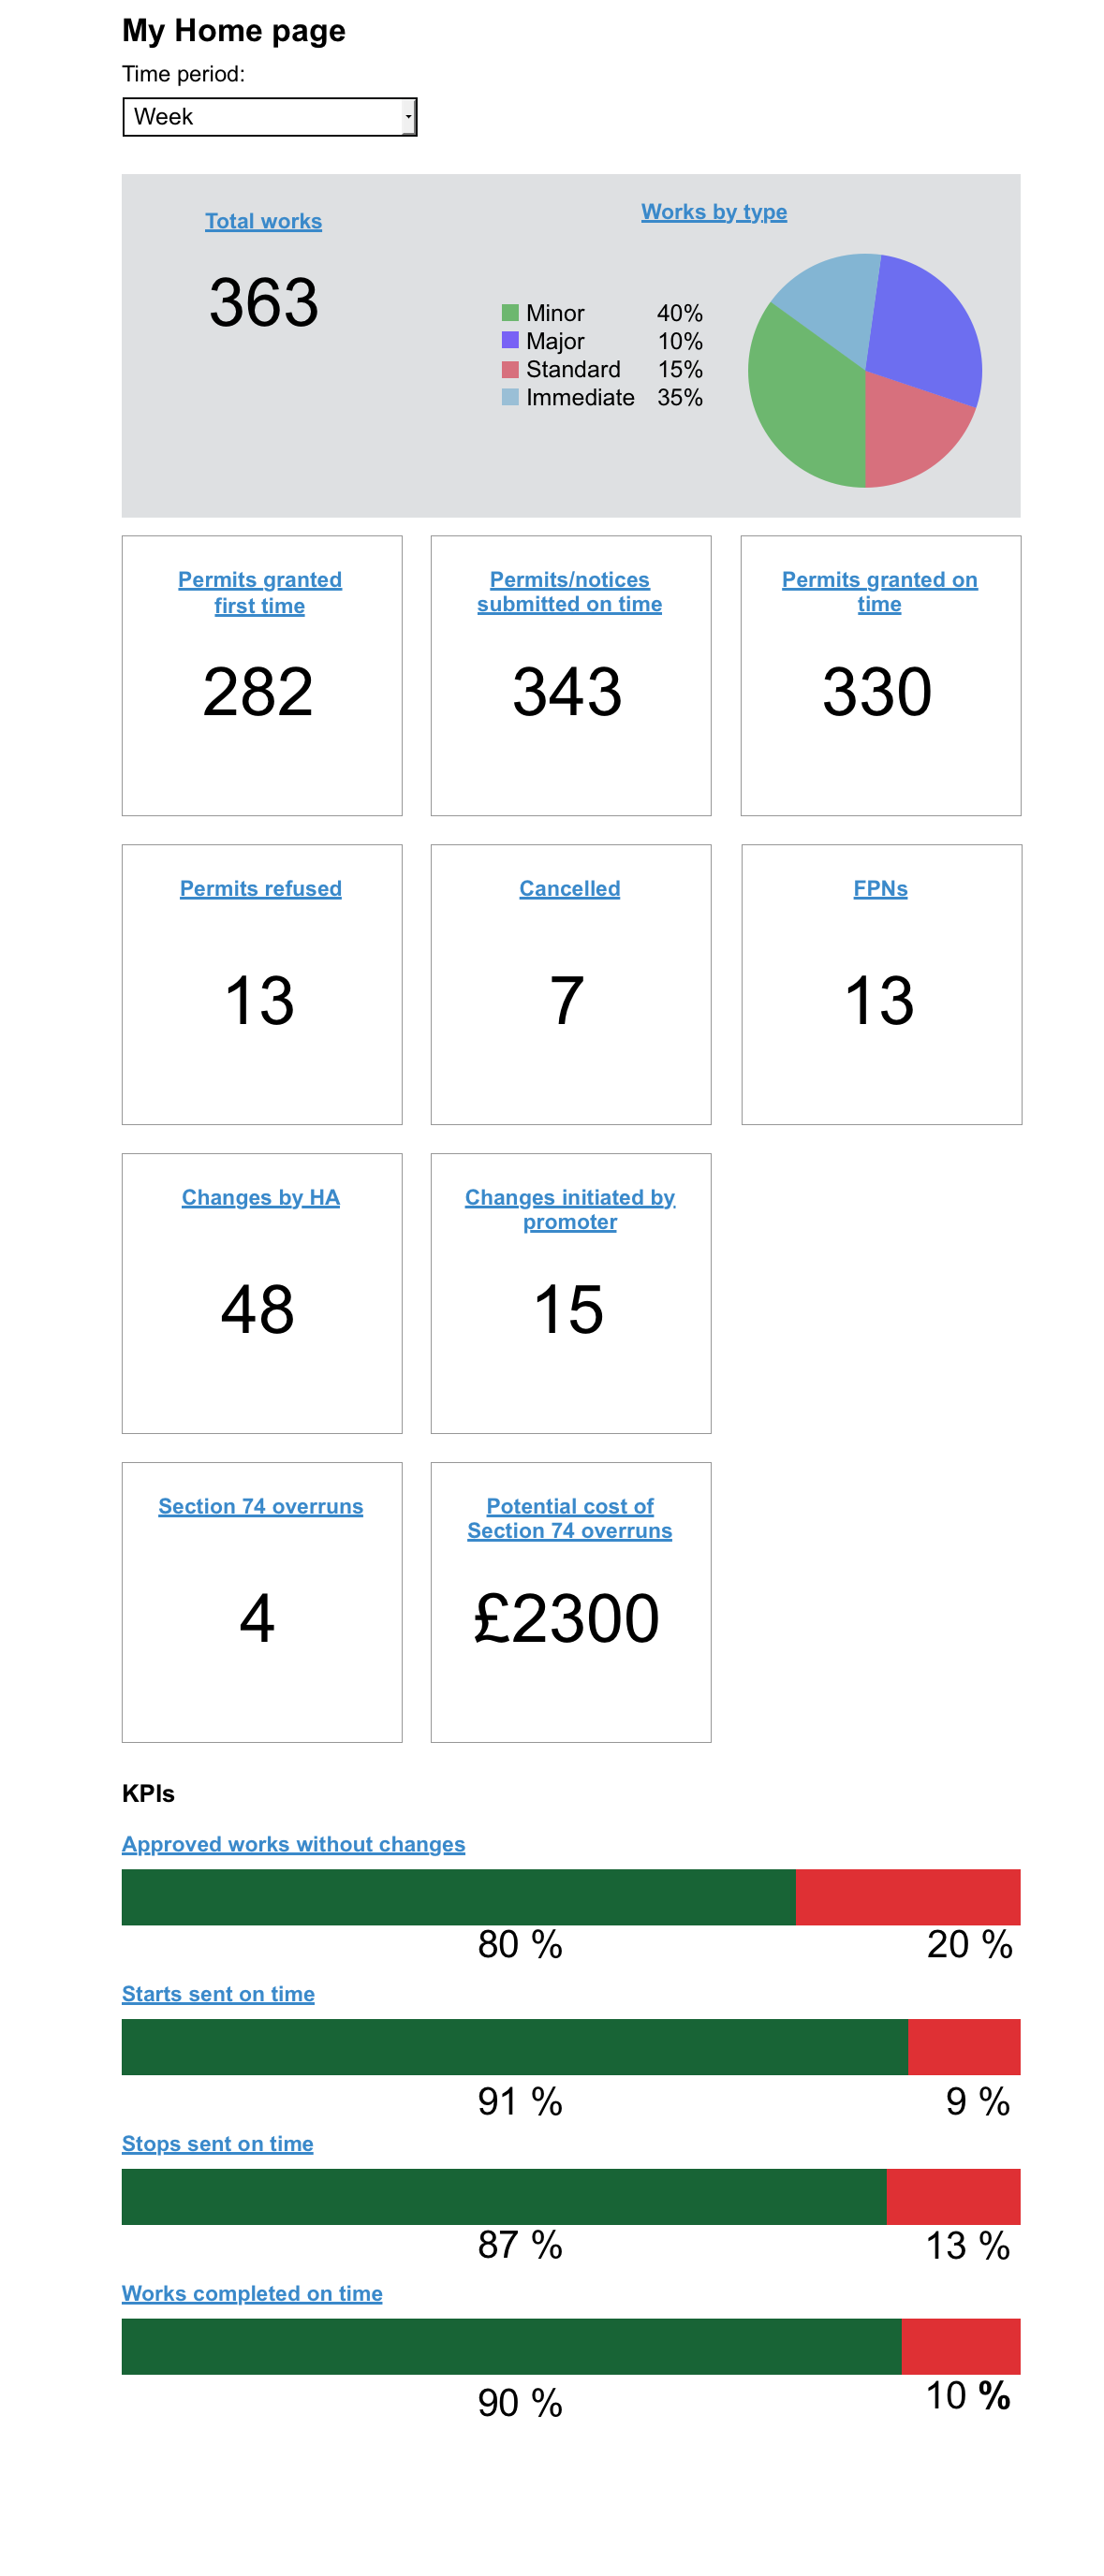 My Home page
Time period:
Week
Total works
363
Works by type
Minor 40%
Major 10%
Standard 15%
Immediate 35%
Permits granted
first time
282
Permits/notices
submitted on time
343
Permits granted on
time
330
Permits refused
13
Cancelled
7
FPNs
13
Changes by HA
48
Changes initiated by
promoter
15
Section 74 overruns
4
Potential cost of
Section 74 overruns
£2300
KPIs
Approved works without changes
80 % 20 %
Starts sent on time
91 % 9 %
Stops sent on time
87 % 13 %
Works completed on time
90 % 10 %